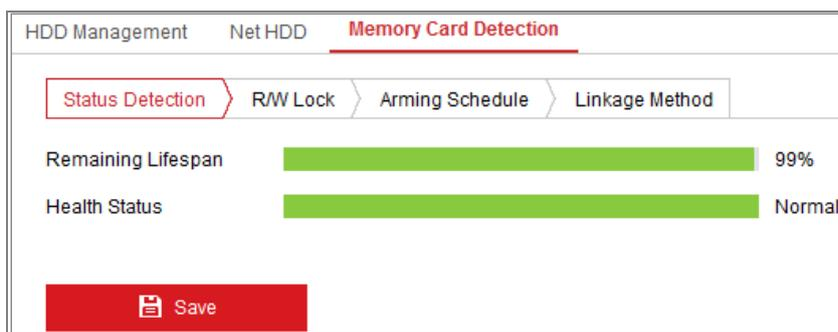 HDD Management Net HDD Memory Card Detection
Status Detection R/W Lock Arming Schedule Linkage Method
Remaining Lifespan 99%
Health Status Normal
Save